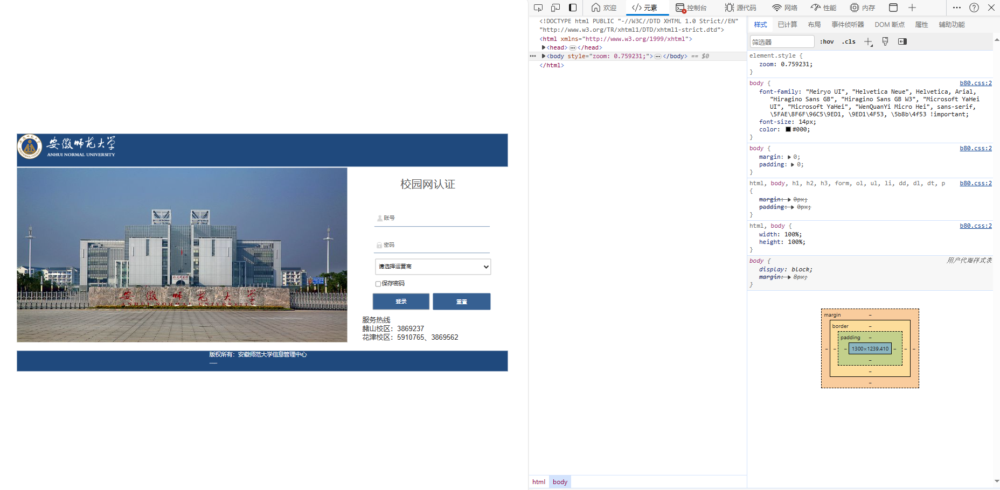 安徽师范大学
ANHUI NORMAL UNIVERSITY
校园网认证
账号
密码
请选择运营商
保存密码
登录
重置
服务热线
赭山校区：3869237
花津校区：5910765、3869562
安徽师范大学
ANHUI NORMAL UNIVERSITY
版权所有：安徽师范大学信息管理中心
欢迎
元素
控制台
源代码
网络
性能
内存
<!DOCTYPE html PUBLIC "-//W3C//DTD XHTML 1.0 Strict//EN"
"http://www.w3.org/TR/xhtml1/DTD/xhtml1-strict.dtd">
<html xmlns="http://www.w3.org/1999/xhtml">
<head>…</head>
<body style="zoom: 0.759231;">…</body> == $0
</html>
html body
样式 已计算 布局 事件侦听器 DOM 断点 属性 辅助功能
筛选器 :hov .cls
element.style {
zoom: 0.759231;
}
body { b80.css:2
font-family: "Meiryo UI", "Helvetica Neue", Helvetica, Arial,
"Hiragino Sans GB", "Hiragino Sans GB W3", "Microsoft YaHei
UI", "Microsoft YaHei", "WenQuanYi Micro Hei", sans-serif,
\5FAE\8F6F\96C5\9ED1, \9ED1\4F53, \5b8b\4f53 !important;
font-size: 14px;
color: #000;
}
body { b80.css:2
margin: 0;
padding: 0;
}
html, body, h1, h2, h3, form, ol, ul, li, dd, dl, dt, p b80.css:2
{
margin: 0px;
padding: 0px;
}
html, body { b80.css:2
width: 100%;
height: 100%;
}
body { 用户代理样式表
display: block;
margin: 8px;
}
margin –
border –
padding –
– – – 1300×1239.410 – – –
–
–
–